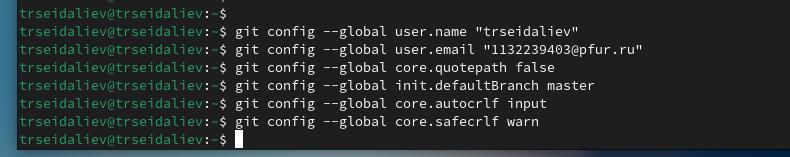 trseidaliev@trseidaliev:~$
trseidaliev@trseidaliev:~$ git config --global user.name "trseidaliev"
trseidaliev@trseidaliev:~$ git config --global user.email "1132239403@pfur.ru"
trseidaliev@trseidaliev:~$ git config --global core.quotepath false
trseidaliev@trseidaliev:~$ git config --global init.defaultBranch master
trseidaliev@trseidaliev:~$ git config --global core.autocrlf input
trseidaliev@trseidaliev:~$ git config --global core.safecrlf warn
trseidaliev@trseidaliev:~$